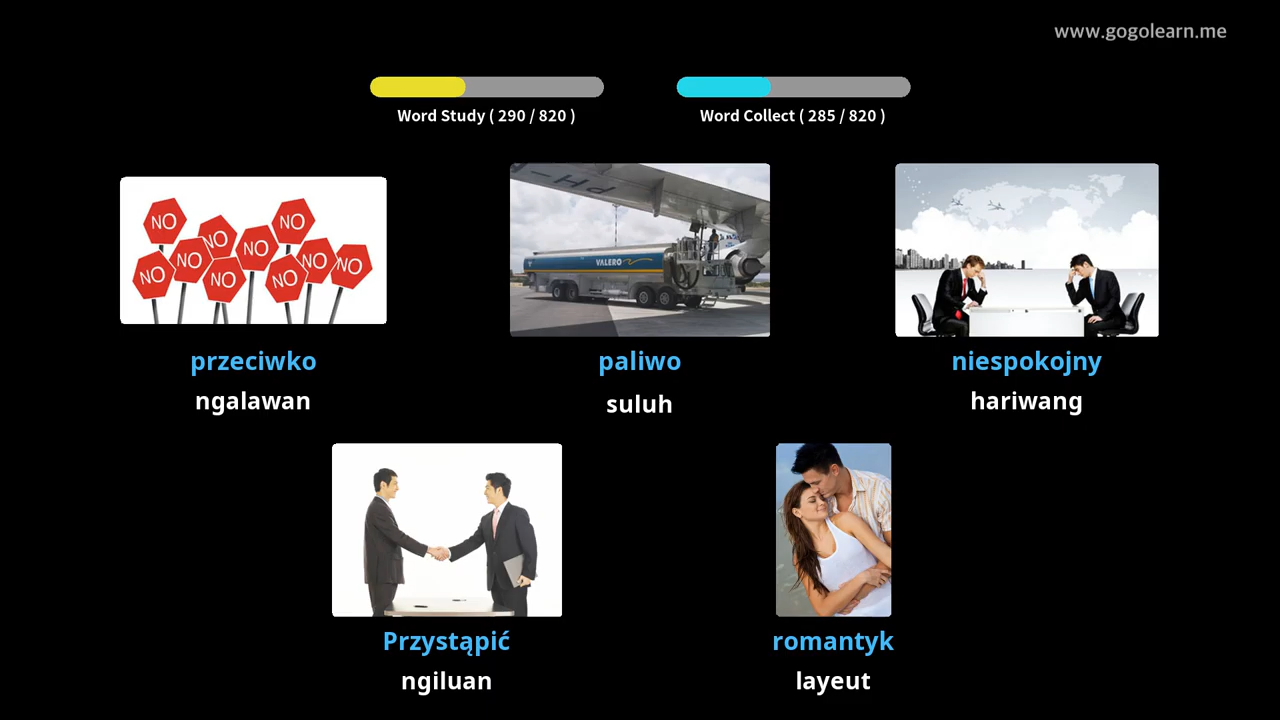 www.gogolearn.me
Word Study ( 290 / 820 )
Word Collect ( 285 / 820 )
NO
NO
NO
NO
NO
NO
NO
NO
NO
NO
VALERO
przeciwko
paliwo
niespokojny
ngalawan
suluh
hariwang
Przystąpić
romantyk
ngiluan
layeut